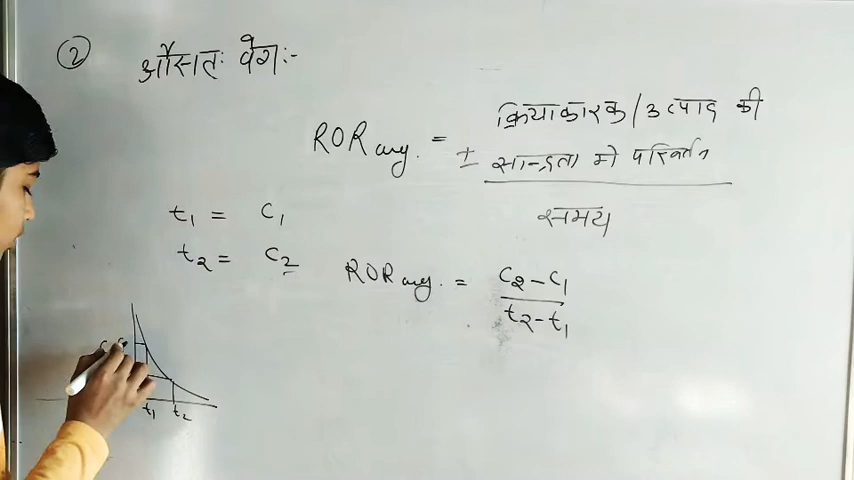 ② औसतः वेगः-
क्रियाकारक/उत्पाद की
ROR avg. = ± सान्द्रता मे परिवर्तन
समय
t₁ = C₁
t₂ = C₂
ROR avg. = C₂-C₁
t₂-t₁
t₁ t₂